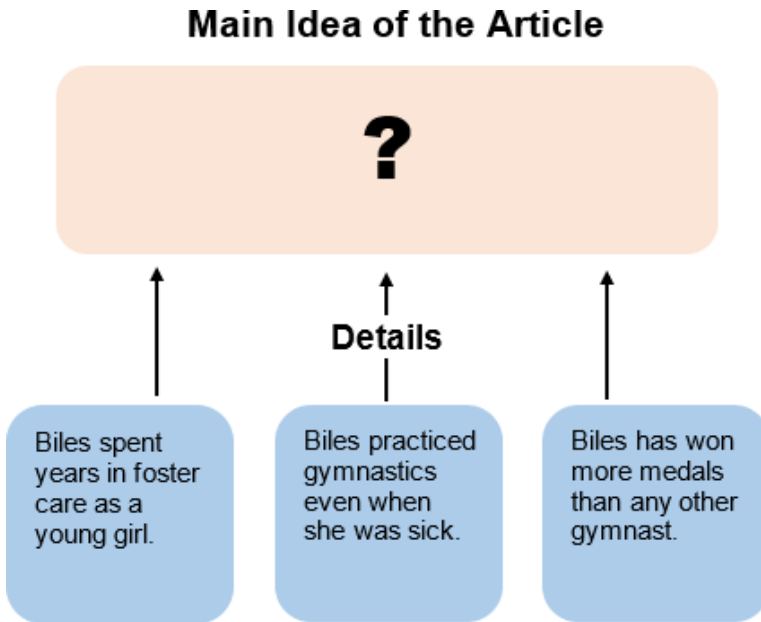 Main Idea of the Article
?
Details
Biles spent
years in foster
care as a
young girl.
Biles practiced
gymnastics
even when
she was sick.
Biles has won
more medals
than any other
gymnast.